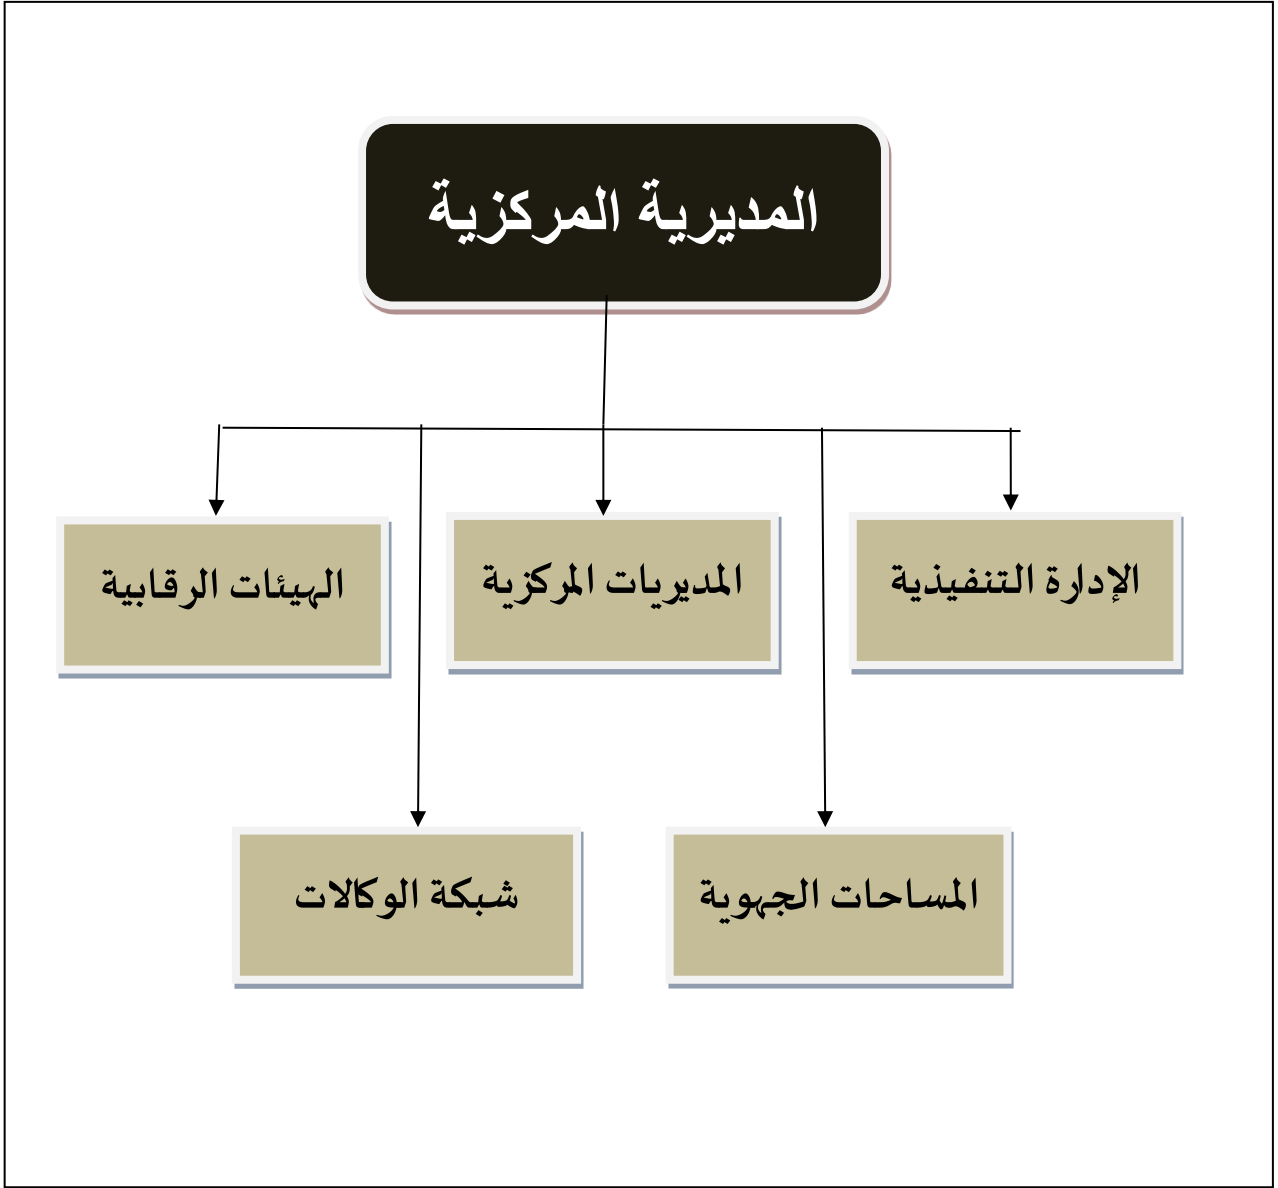 المديرية المركزية
الإدارة التنفيذية
المديريات المركزية
الهيئات الرقابية
المساحات الجهوية
شبكة الوكالات